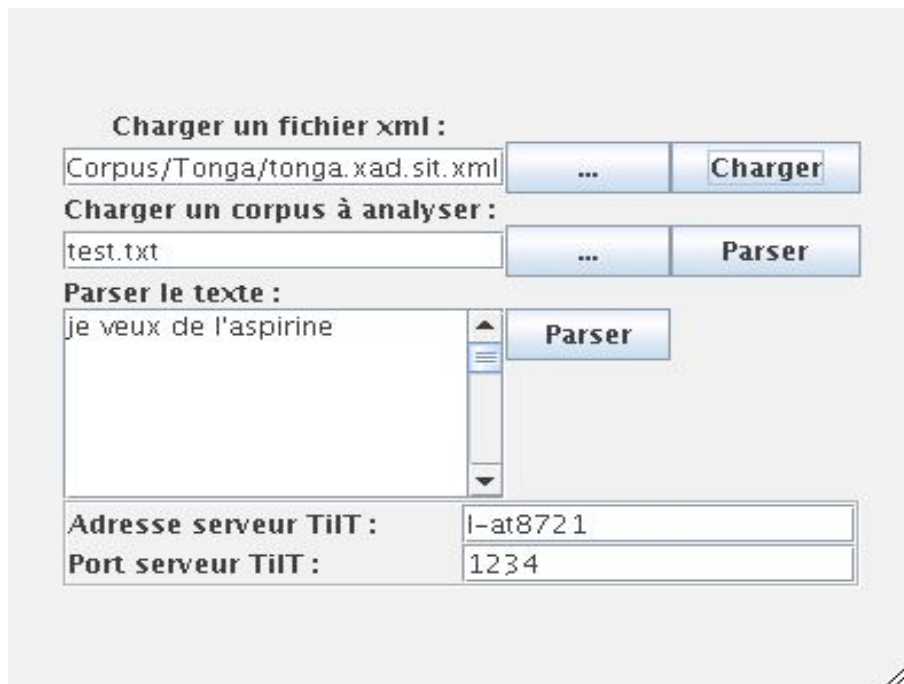 Charger un fichier xml :
Corpus/Tonga/tonga.xad.sit.xml ... Charger
Charger un corpus à analyser :
test.txt ... Parser
Parser le texte :
je veux de l'aspirine Parser
Adresse serveur TilT : l-at8721
Port serveur TilT : 1234